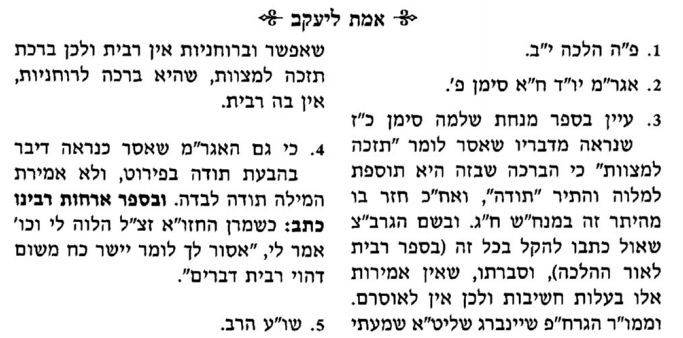 אמת ליעקב
1. פ"ה הלכה י"ב.
2. אגר"מ יו"ד ח"א סימן פ'.
3. עיין בספר מנחת שלמה סימן כ"ז
שנראה מדבריו שאסר לומר "תזכה
למצוות" כי הברכה שבזה היא תוספת
למלוה והתיר "תודה", ואח"כ חזר בו
מהיתר זה במנח"ש ח"ג. ובשם הגרב"צ
שאול כתבו להקל בכל זה (בספר רבית
לאור ההלכה), וסברתו, שאין אמירות
אלו בעלות חשיבות ולכן אין לאוסרם.
וממו"ר הגרח"פ שיינברג שליט"א שמעתי
שאפשר וברוחניות אין רבית ולכן ברכת
תזכה למצוות, שהיא ברכה לרוחניות,
אין בה רבית.
4. כי גם האגר"מ שאסר כנראה דיבר
בהבעת תודה בפירוט, ולא אמירת
המילה תודה לבדה. ובספר ארחות רבינו
כתב: כשמרן החזו"א זצ"ל הלוה לי וכו'
אמר לי, "אסור לך לומר יישר כח משום
דהוי רבית דברים".
5. שו"ע הרב.